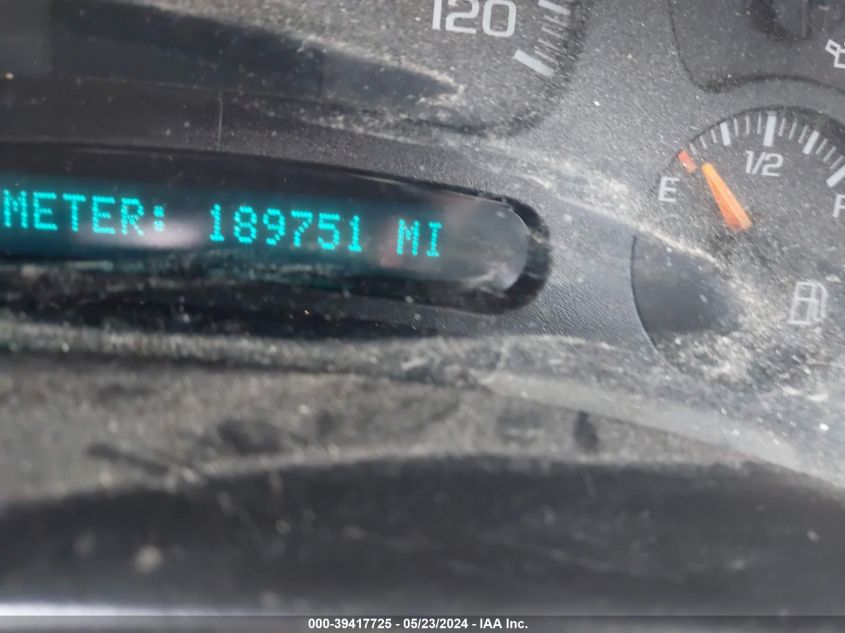 120
METER: 189751 MI
E
1/2
F
000-39417725 - 05/23/2024 - IAA Inc.